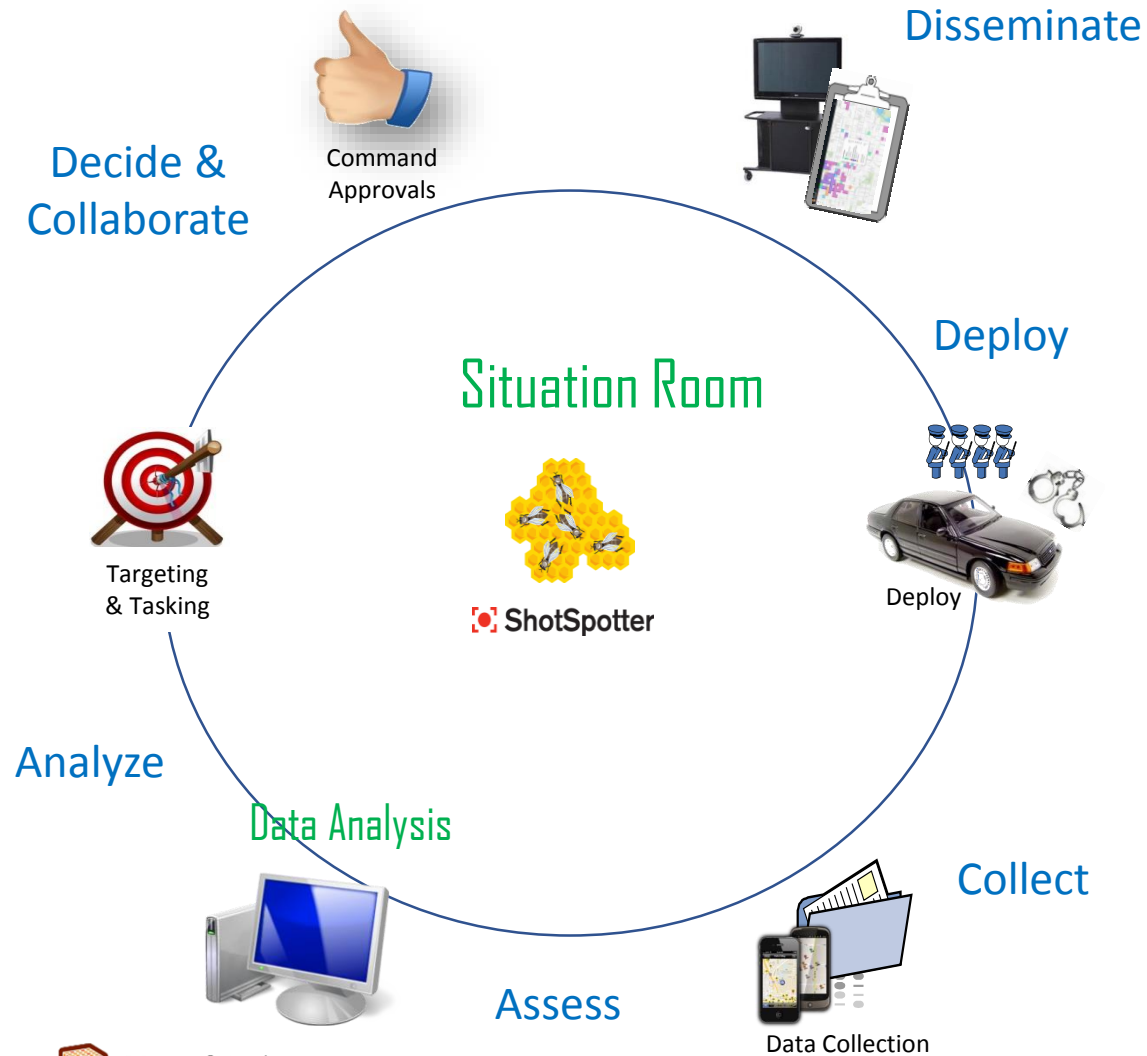 Disseminate
Command
Approvals
Decide &
Collaborate
Deploy
Situation Room
Targeting
& Tasking
Deploy
ShotSpotter
Analyze
Data Analysis
Collect
Assess
Data Collection